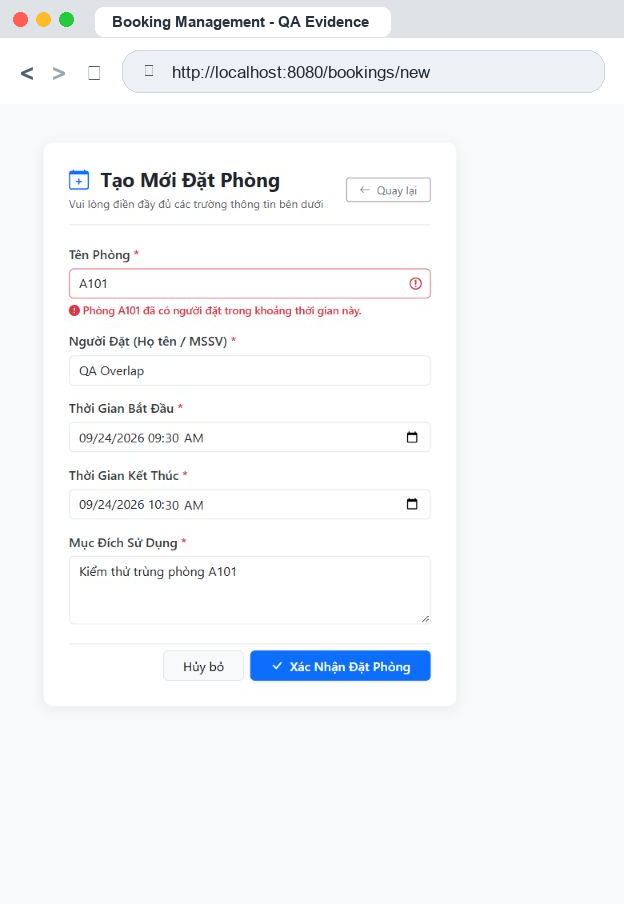 Booking Management - QA Evidence
< >
http://localhost:8080/bookings/new
Tạo Mới Đặt Phòng
← Quay lại
Vui lòng điền đầy đủ các trường thông tin bên dưới
Tên Phòng *
A101
Phòng A101 đã có người đặt trong khoảng thời gian này.
Người Đặt (Họ tên / MSSV) *
QA Overlap
Thời Gian Bắt Đầu *
09/24/2026 09:30 AM
Thời Gian Kết Thúc *
09/24/2026 10:30 AM
Mục Đích Sử Dụng *
Kiểm thử trùng phòng A101
Hủy bỏ
Xác Nhận Đặt Phòng